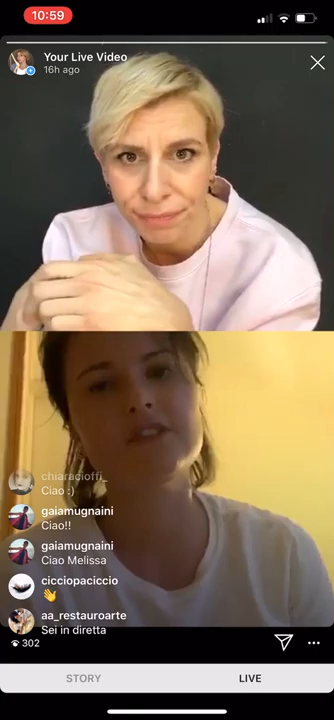 10:59
Your Live Video
16h ago
chiaracioffi_
Ciao :)
gaiamugnaini
Ciao!!
gaiamugnaini
Ciao Melissa
cicciopaciccio
👋
aa_restauroarte
Sei in diretta
302
STORY
LIVE